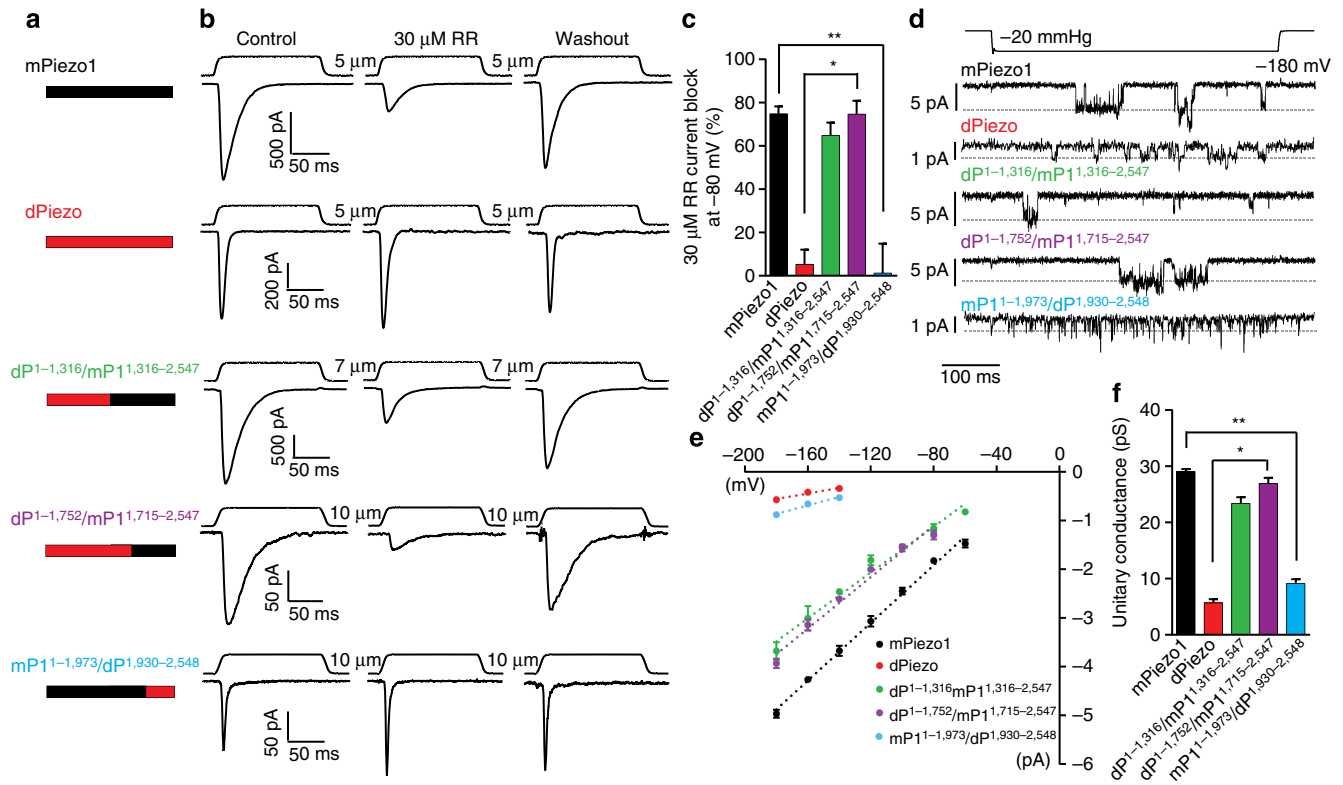 a
mPiezo1
dPiezo
dP1–1,316/mP11,316–2,547
dP1–1,752/mP11,715–2,547
mP11–1,973/dP1,930–2,548
b
Control
30 µM RR
Washout
5 µm
5 µm
500 pA
50 ms
5 µm
5 µm
200 pA
50 ms
7 µm
7 µm
500 pA
50 ms
10 µm
10 µm
50 pA
50 ms
10 µm
10 µm
50 pA
50 ms
c
30 µM RR current block
at –80 mV (%)
100
80
60
40
20
0
**
*
mPiezo1
dPiezo
dP1–1,316/mP11,316–2,547
dP1–1,752/mP11,715–2,547
mP11–1,973/dP1,930–2,548
d
–20 mmHg
–180 mV
mPiezo1
5 pA
dPiezo
1 pA
dP1–1,316/mP11,316–2,547
5 pA
dP1–1,752/mP11,715–2,547
5 pA
mP11–1,973/dP1,930–2,548
1 pA
100 ms
e
–200
–160
–120
–80
–40
0
(mV)
0
–1
–2
–3
–4
–5
–6
(pA)
mPiezo1
dPiezo
dP1–1,316mP11,316–2,547
dP1–1,752/mP11,715–2,547
mP11–1,973/dP1,930–2,548
f
Unitary conductance (pS)
40
30
20
10
0
**
*
mPiezo1
dPiezo
dP1–1,316/mP11,316–2,547
dP1–1,752/mP11,715–2,547
mP11–1,973/dP1,930–2,548